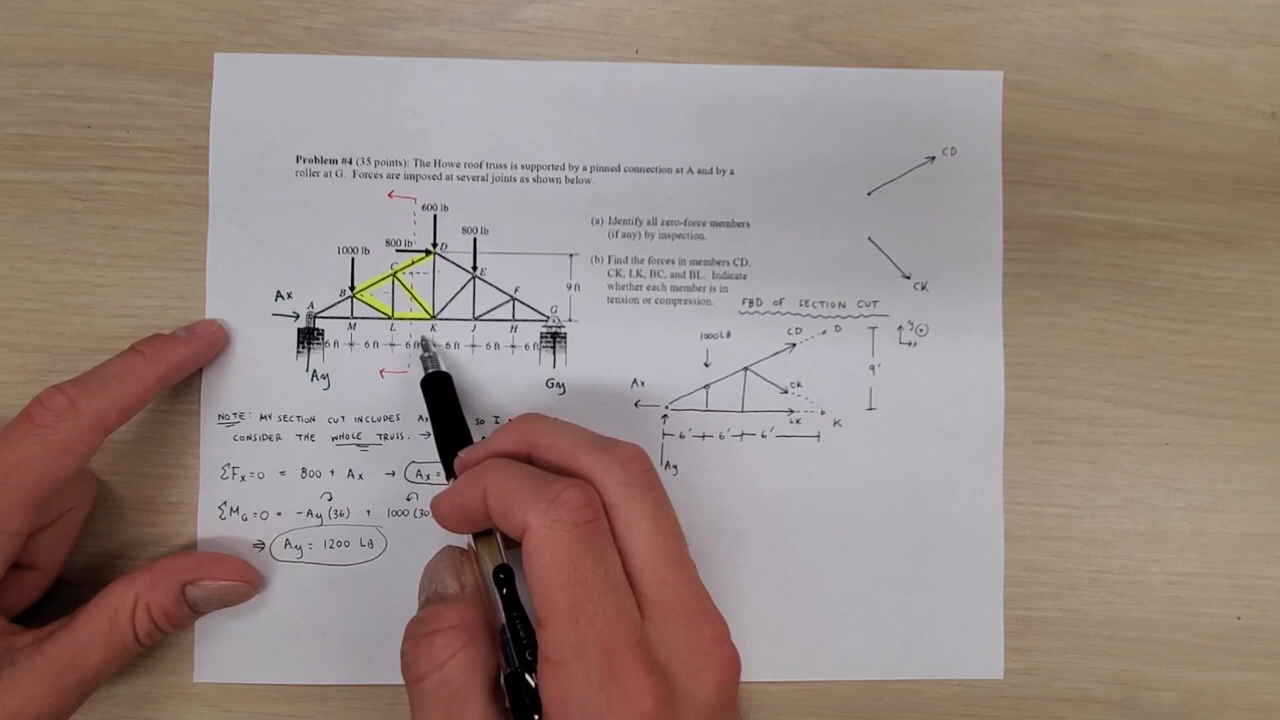 Problem #4 (35 points): The Howe roof truss is supported by a pinned connection at A and by a
roller at G. Forces are imposed at several joints as shown below.
600 lb
800 lb
800 lb
1000 lb
D
C
E
B
F
A
G
9 ft
Ax
M
L
K
J
H
6 ft
6 ft
6 ft
6 ft
6 ft
6 ft
Ay
Gy
(a) Identify all zero-force members
(if any) by inspection.
(b) Find the forces in members CD,
CK, LK, BC, and BL. Indicate
whether each member is in
tension or compression.
CD
CK
FBD OF SECTION CUT
1000 LB
CD
D
y
9'
Ax
CK
LK
K
6'
6'
6'
Ay
NOTE: MY SECTION CUT INCLUDES SO I
CONSIDER THE WHOLE TRUSS. →
ΣFx=0 = 800 + Ax → Ax =
ΣMG=0 = -Ay(36) + 1000(30
⇒ Ay = 1200 LB